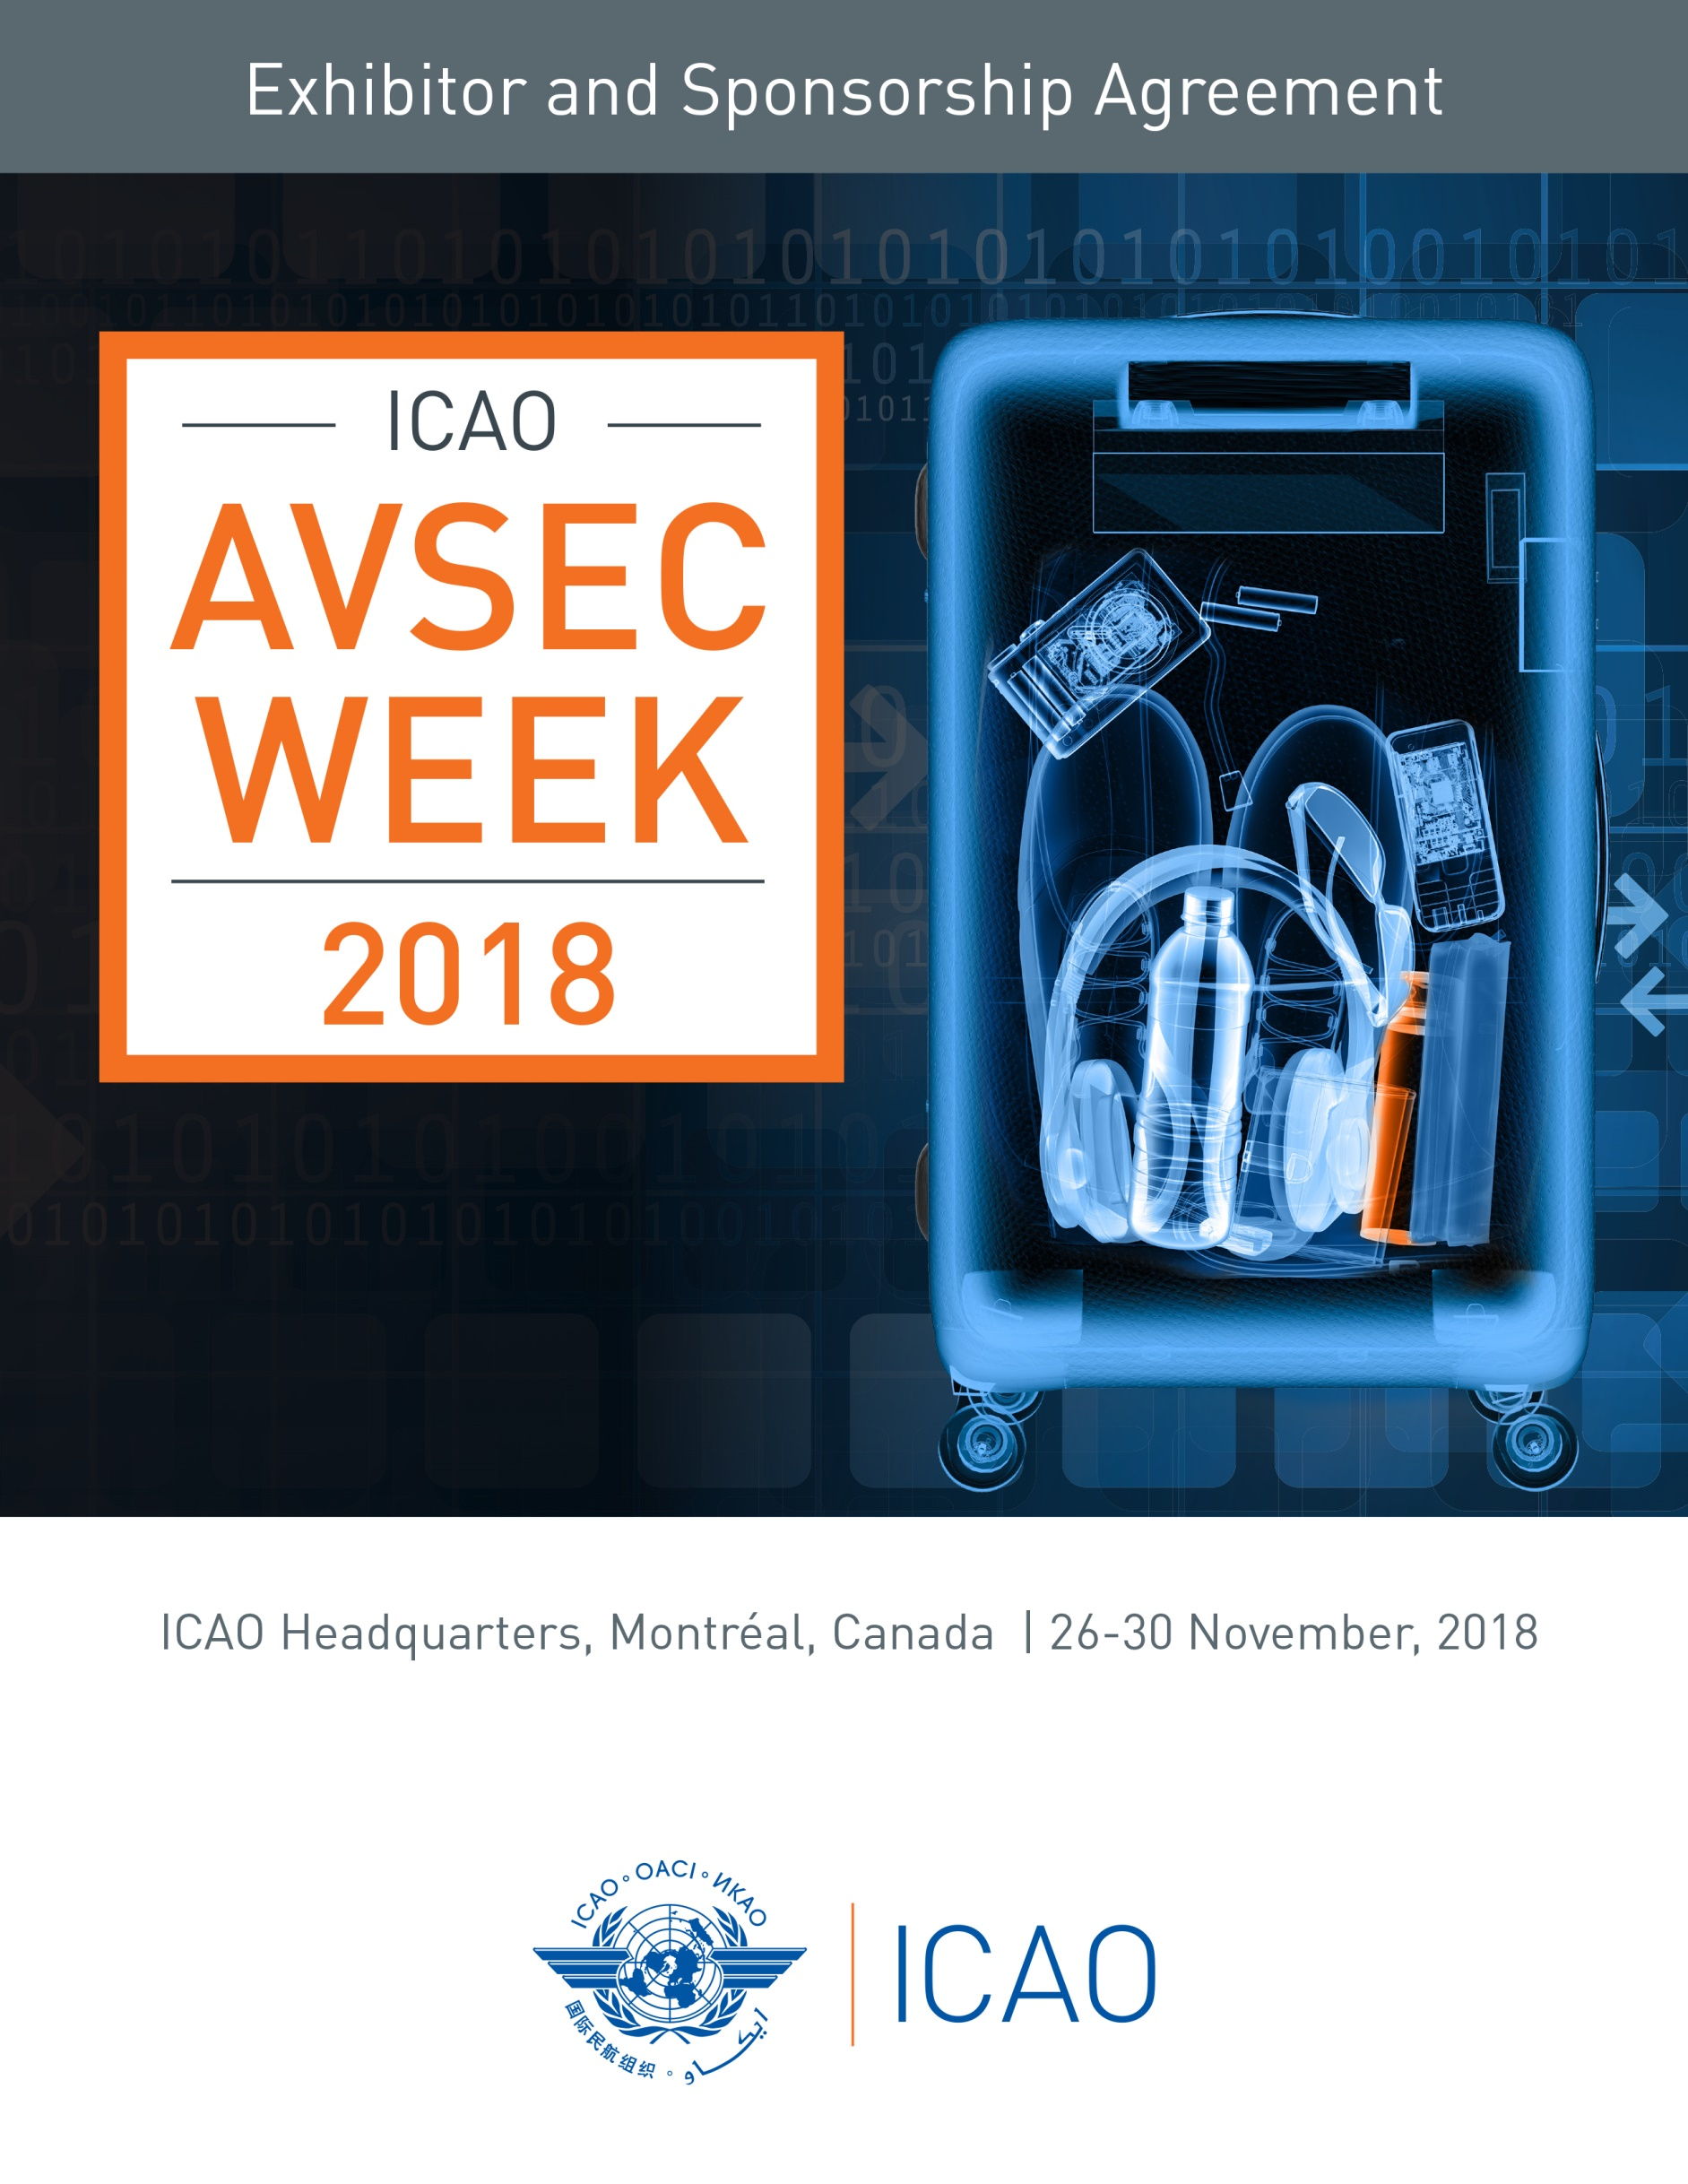 Exhibitor and Sponsorship Agreement
ICAO
AVSEC
WEEK
2018
ICAO Headquarters, Montréal, Canada | 26-30 November, 2018
ICAO ° OACI ° ИКАО
国际民航组织 ° ايكاو
ICAO